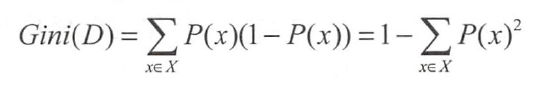 Gini(D) = ∑_{x∈X} P(x)(1 − P(x)) = 1 − ∑_{x∈X} P(x)²